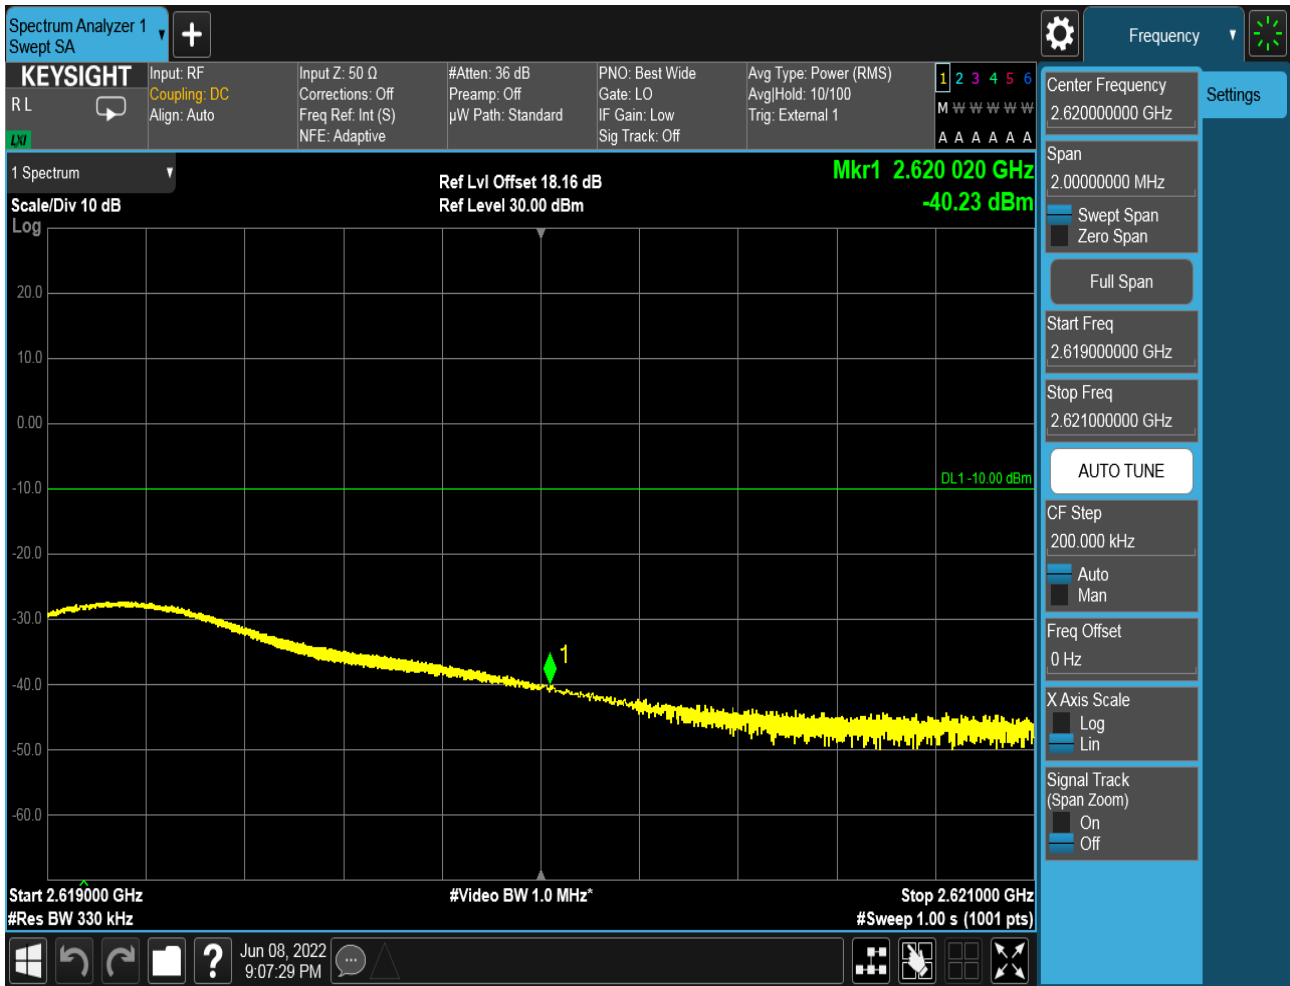 Spectrum Analyzer 1
Swept SA
Frequency
KEYSIGHT
R L
LXI
Input: RF
Coupling: DC
Align: Auto
Input Z: 50 Ω
Corrections: Off
Freq Ref: Int (S)
NFE: Adaptive
#Atten: 36 dB
Preamp: Off
µW Path: Standard
PNO: Best Wide
Gate: LO
IF Gain: Low
Sig Track: Off
Avg Type: Power (RMS)
Avg|Hold: 10/100
Trig: External 1
1 2 3 4 5 6
M W W W W W
A A A A A A
1 Spectrum
Scale/Div 10 dB
Log
Ref Lvl Offset 18.16 dB
Ref Level 30.00 dBm
Mkr1 2.620 020 GHz
-40.23 dBm
20.0
10.0
0.00
-10.0
DL1 -10.00 dBm
-20.0
-30.0
1
-40.0
-50.0
-60.0
Start 2.619000 GHz
#Res BW 330 kHz
#Video BW 1.0 MHz*
Stop 2.621000 GHz
#Sweep 1.00 s (1001 pts)
?
Jun 08, 2022
9:07:29 PM
Center Frequency
2.620000000 GHz
Settings
Span
2.00000000 MHz
Swept Span
Zero Span
Full Span
Start Freq
2.619000000 GHz
Stop Freq
2.621000000 GHz
AUTO TUNE
CF Step
200.000 kHz
Auto
Man
Freq Offset
0 Hz
X Axis Scale
Log
Lin
Signal Track
(Span Zoom)
On
Off